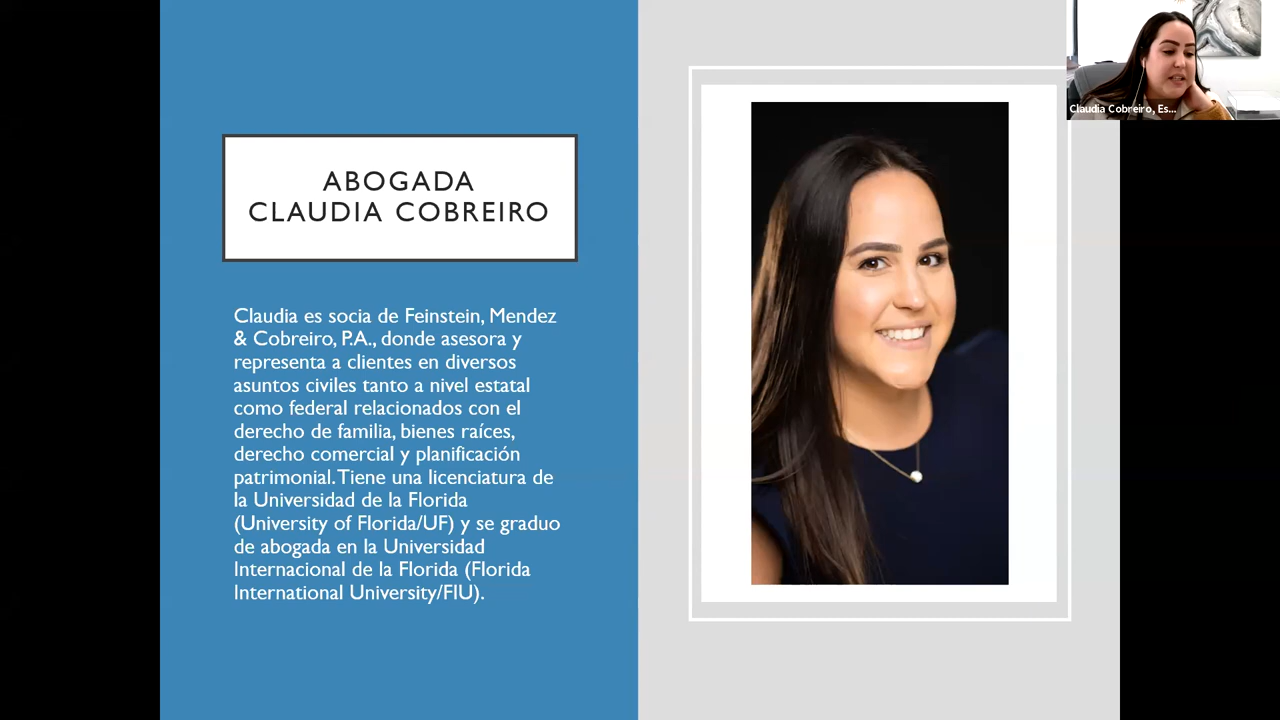 ABOGADA
CLAUDIA COBREIRO
Claudia es socia de Feinstein, Mendez
& Cobreiro, P.A., donde asesora y
representa a clientes en diversos
asuntos civiles tanto a nivel estatal
como federal relacionados con el
derecho de familia, bienes raíces,
derecho comercial y planificación
patrimonial. Tiene una licenciatura de
la Universidad de la Florida
(University of Florida/UF) y se graduo
de abogada en la Universidad
Internacional de la Florida (Florida
International University/FIU).
Claudia Cobreiro, Es...